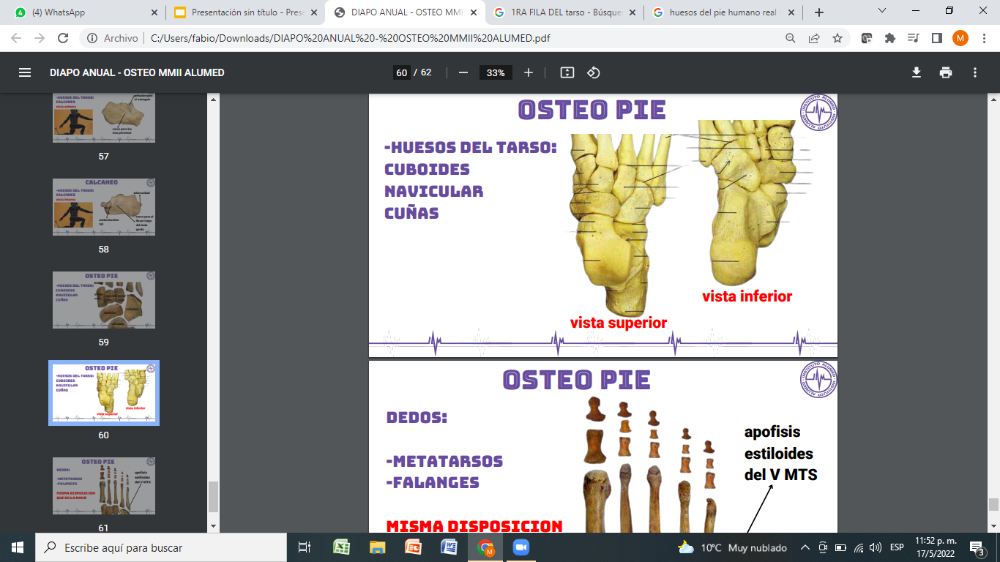 (4) WhatsApp
Presentación sin título - Prese
DIAPO ANUAL - OSTEO MMI
1RA FILA DEL tarso - Búsque
huesos del pie humano real -
Archivo
C:/Users/fabio/Downloads/DIAPO%20ANUAL%20-%20OSTEO%20MMII%20ALUMED.pdf
M
DIAPO ANUAL - OSTEO MMII ALUMED
60 / 62
33%
-HUESOS DEL TARSO:
CALCANEO
vista externa
57
CALCANEO
-HUESOS DEL TARSO:
CALCANEO
vista interna
tuberosidad
58
OSTEO PIE
-HUESOS DEL TARSO:
CUBOIDES
NAVICULAR
CUÑAS
59
OSTEO PIE
-HUESOS DEL TARSO:
CUBOIDES
NAVICULAR
CUÑAS
vista superior
vista inferior
60
OSTEO PIE
DEDOS:
-METATARSOS
-FALANGES
MISMA DISPOSICION
QUE EN LA MANO
apofisis
estiloides
del V MTS
61
OSTEO PIE
INSTITUTO ALUMED
-HUESOS DEL TARSO:
CUBOIDES
NAVICULAR
CUÑAS
vista superior
vista inferior
OSTEO PIE
INSTITUTO ALUMED
DEDOS:
-METATARSOS
-FALANGES
MISMA DISPOSICION
apofisis
estiloides
del V MTS
Escribe aquí para buscar
10°C Muy nublado
ESP
11:52 p. m.
17/5/2022
3